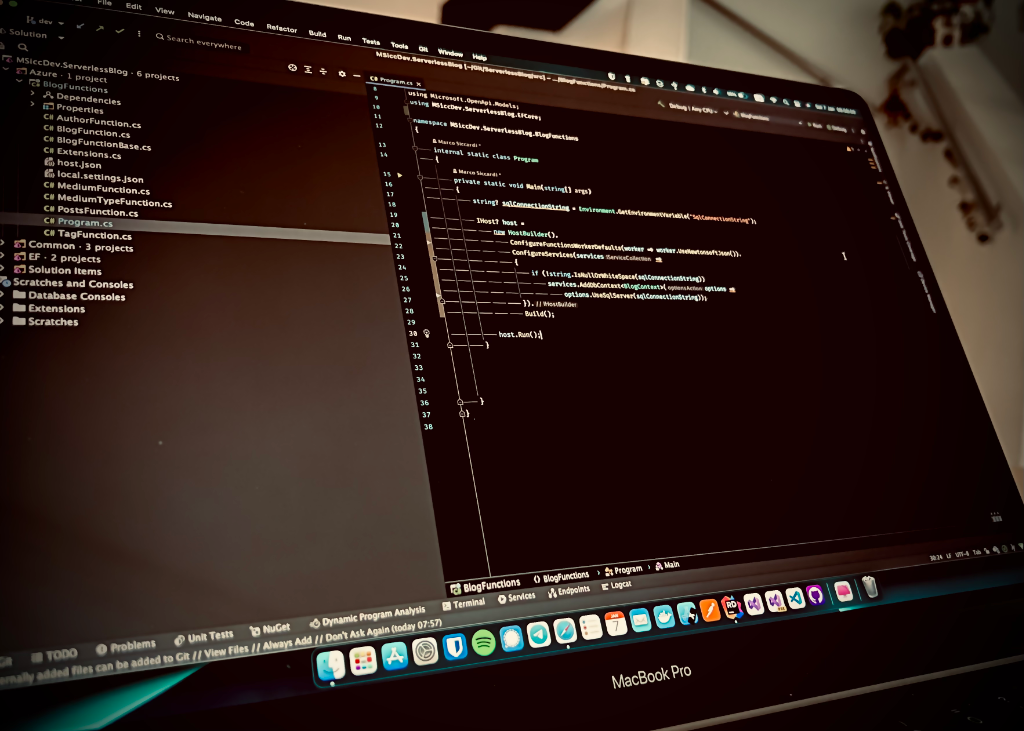 File Edit View Navigate Code Refactor Build Run Tests Tools Git Window Help
MSiccDev.ServerlessBlog [~/Git/ServerlessBlog/src] – .../BlogFunctions/Program.cs
dev
Solution
Search everywhere
Debug | Any CPU
BlogFunctions
MSiccDev.ServerlessBlog · 6 projects
Azure · 1 project
BlogFunctions
Dependencies
Properties
C# AuthorFunction.cs
C# BlogFunction.cs
C# BlogFunctionBase.cs
C# Extensions.cs
host.json
local.settings.json
C# MediumFunction.cs
C# MediumTypeFunction.cs
C# PostsFunction.cs
C# Program.cs
C# TagFunction.cs
Common · 3 projects
EF · 2 projects
Solution Items
Scratches and Consoles
Database Consoles
Extensions
Scratches
C# Program.cs ×
8
9 using Microsoft.OpenApi.Models;
10 using MSiccDev.ServerlessBlog.EFCore;
11
12 namespace MSiccDev.ServerlessBlog.BlogFunctions
{
Marco Siccardi *
13 internal static class Program
14 {
Marco Siccardi *
15 private static void Main(string[] args)
16 {
17 string? sqlConnectionString = Environment.GetEnvironmentVariable("SqlConnectionString");
18
19 IHost? host =
20 new HostBuilder().
21 ConfigureFunctionsWorkerDefaults(worker => worker.UseNewtonsoftJson()).
22 ConfigureServices(services IServiceCollection =>
23 {
24 if (!string.IsNullOrWhiteSpace(sqlConnectionString))
25 services.AddDbContext<BlogContext>( optionsAction options =>
26 options.UseSqlServer(sqlConnectionString));
27 }). // IHostBuilder
28 Build();
29
30 host.Run();
31 }
32
33
34
35
36 }
37 }
38
BlogFunctions {} BlogFunctions › Program › Main
30:24 LF UTF-8 Tab
Git TODO Problems Unit Tests NuGet Dynamic Program Analysis Terminal Services Endpoints Logcat
files can be added to Git // View Files // Always Add // Don't Ask Again (today 07:57)
7
RD
MacBook Pro